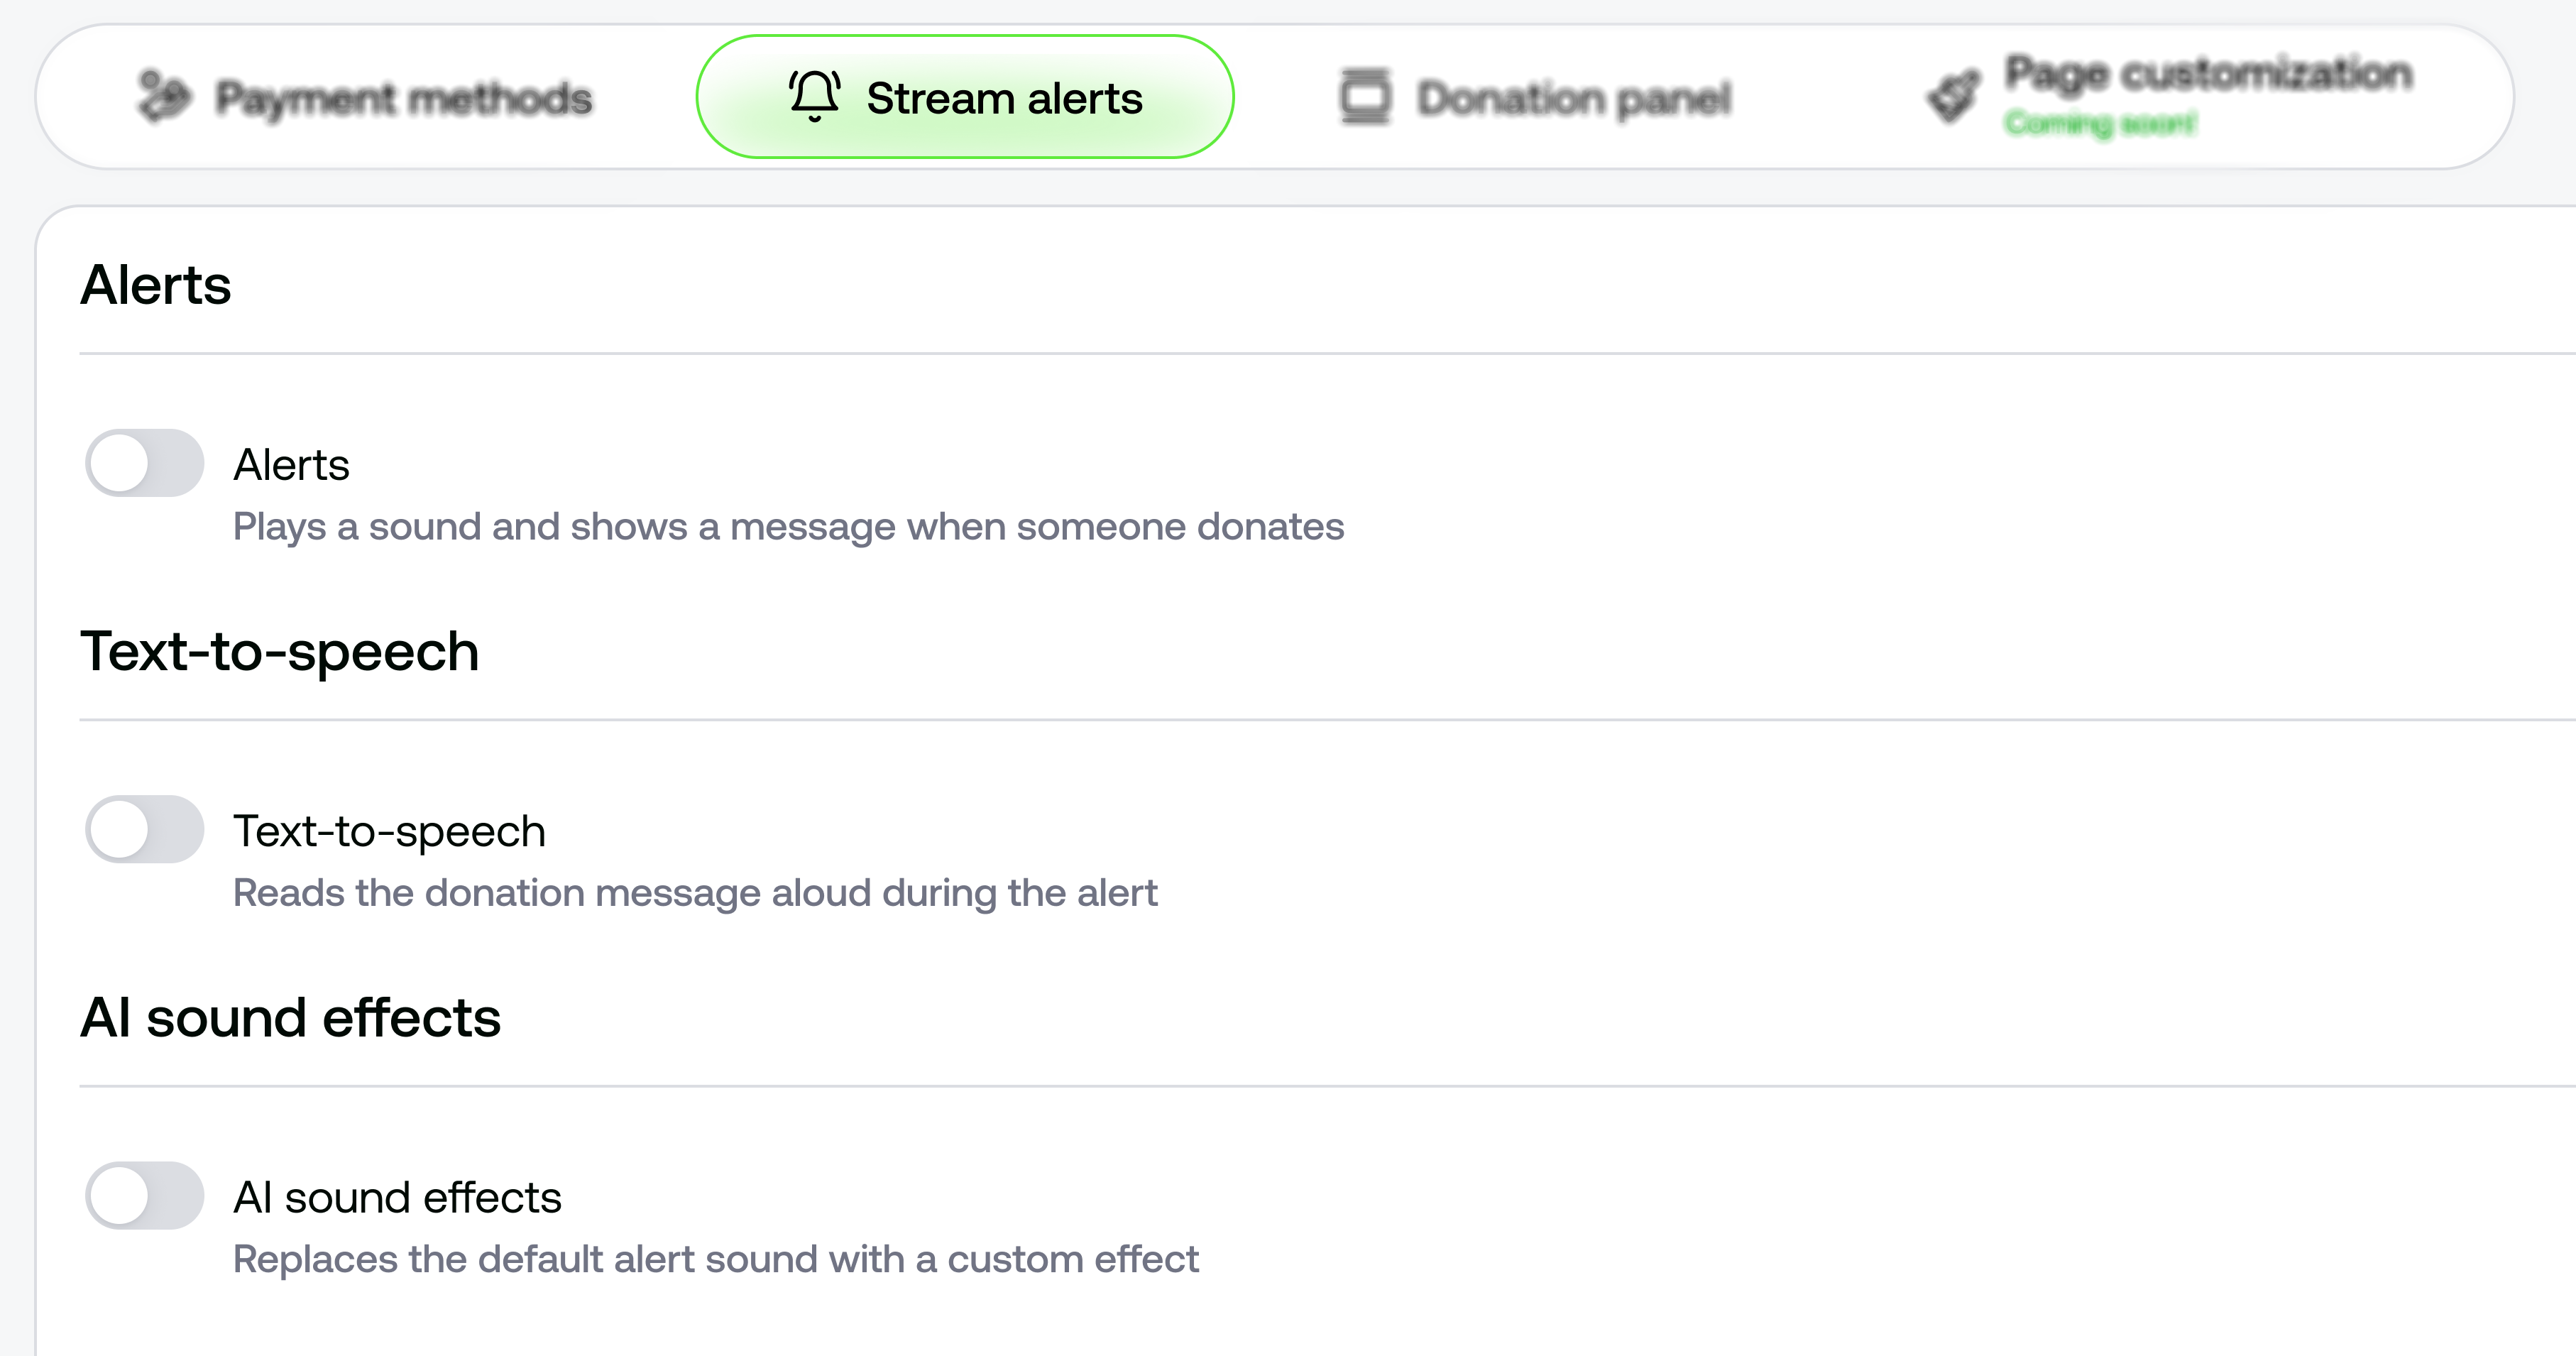 Payment methods
Stream alerts
Donation panel
Page customization
Coming soon!
Alerts
Alerts
Plays a sound and shows a message when someone donates
Text-to-speech
Text-to-speech
Reads the donation message aloud during the alert
AI sound effects
AI sound effects
Replaces the default alert sound with a custom effect